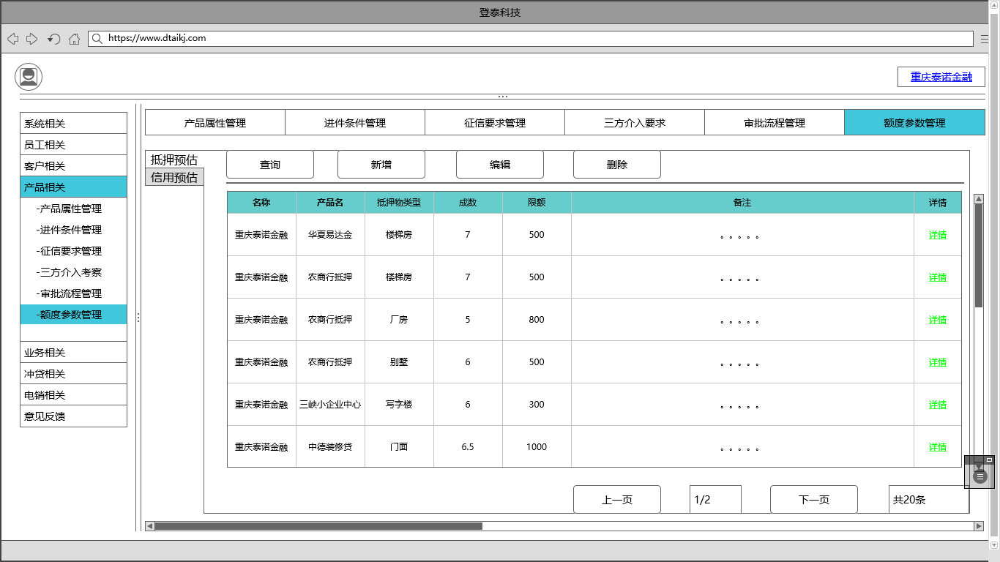 登泰科技
https://www.dtaikj.com
重庆泰诺金融
系统相关
员工相关
客户相关
产品相关
-产品属性管理
-进件条件管理
-征信要求管理
-三方介入考察
-审批流程管理
-额度参数管理
业务相关
冲贷相关
电销相关
意见反馈
产品属性管理 进件条件管理 征信要求管理 三方介入要求 审批流程管理 额度参数管理
抵押预估
信用预估
查询 新增 编辑 删除
名称 产品名 抵押物类型 成数 限额 备注 详情
重庆泰诺金融 华夏易达金 楼梯房 7 500 。。。。。 详情
重庆泰诺金融 农商行抵押 楼梯房 7 500 。。。。。 详情
重庆泰诺金融 农商行抵押 厂房 5 800 。。。。。 详情
重庆泰诺金融 农商行抵押 别墅 6 500 。。。。。 详情
重庆泰诺金融 三峡小企业中心 写字楼 6 300 。。。。。 详情
重庆泰诺金融 中德装修贷 门面 6.5 1000 。。。。。 详情
上一页 1/2 下一页 共20条